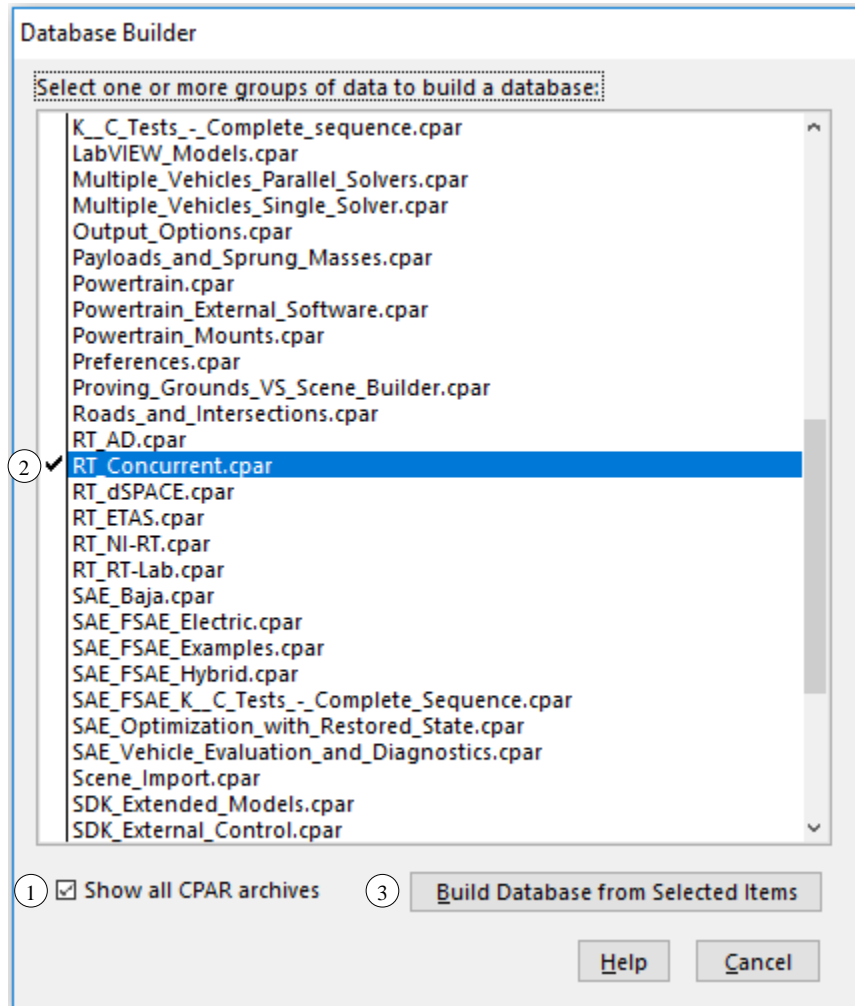 Database Builder
Select one or more groups of data to build a database:
K__C_Tests_-_Complete_sequence.cpar
LabVIEW_Models.cpar
Multiple_Vehicles_Parallel_Solvers.cpar
Multiple_Vehicles_Single_Solver.cpar
Output_Options.cpar
Payloads_and_Sprung_Masses.cpar
Powertrain.cpar
Powertrain_External_Software.cpar
Powertrain_Mounts.cpar
Preferences.cpar
Proving_Grounds_VS_Scene_Builder.cpar
Roads_and_Intersections.cpar
RT_AD.cpar
2 RT_Concurrent.cpar
RT_dSPACE.cpar
RT_ETAS.cpar
RT_NI-RT.cpar
RT_RT-Lab.cpar
SAE_Baja.cpar
SAE_FSAE_Electric.cpar
SAE_FSAE_Examples.cpar
SAE_FSAE_Hybrid.cpar
SAE_FSAE_K__C_Tests_-_Complete_Sequence.cpar
SAE_Optimization_with_Restored_State.cpar
SAE_Vehicle_Evaluation_and_Diagnostics.cpar
Scene_Import.cpar
SDK_Extended_Models.cpar
SDK_External_Control.cpar
1 Show all CPAR archives 3 Build Database from Selected Items
Help Cancel